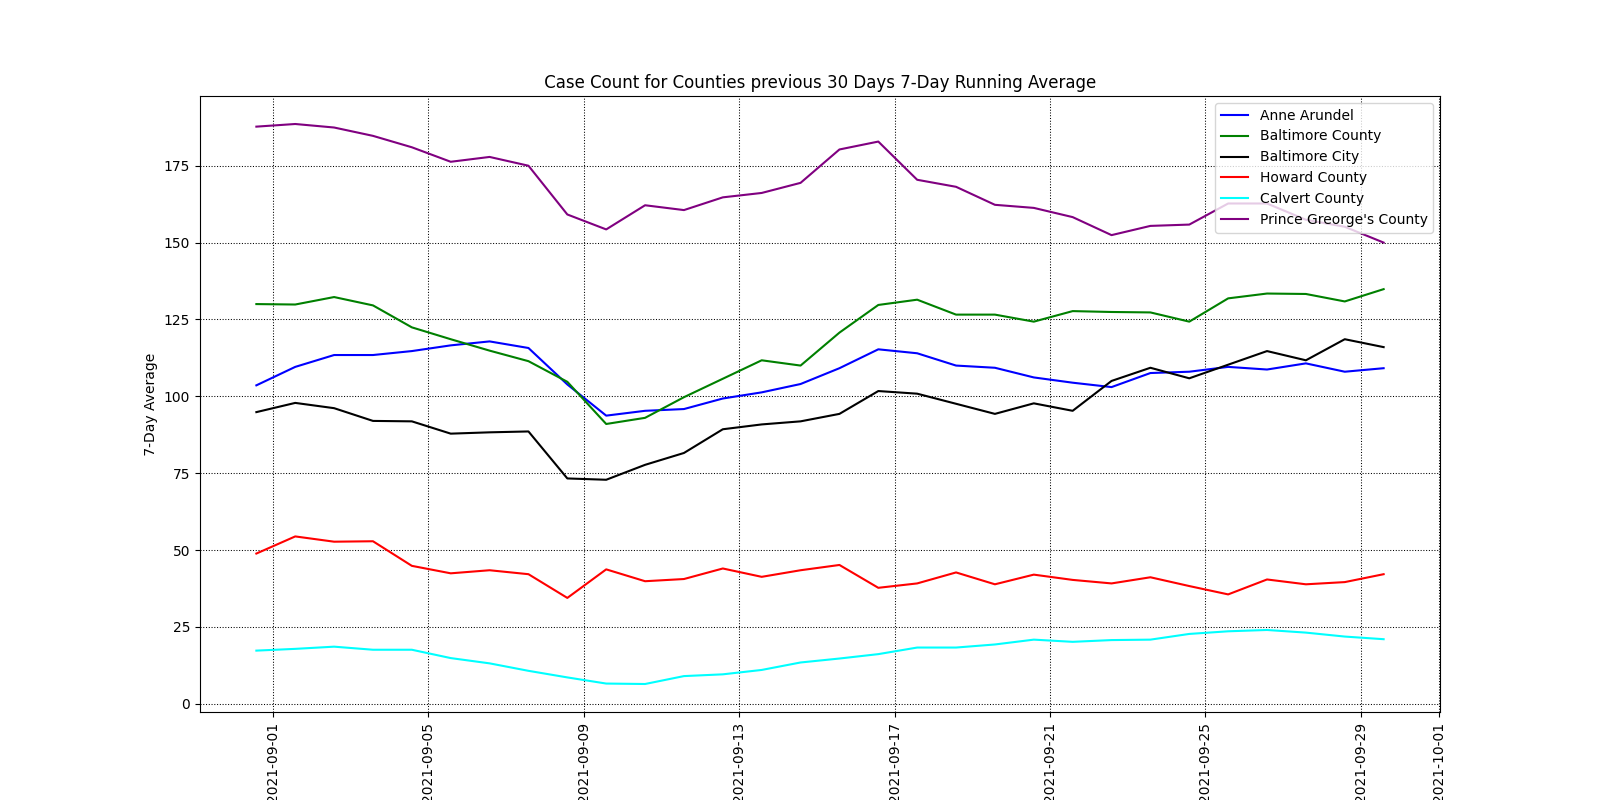 Case Count for Counties previous 30 Days 7-Day Running Average
Anne Arundel
Baltimore County
Baltimore City
Howard County
Calvert County
Prince Greorge's County
7-Day Average
175
150
125
100
75
50
25
0
2021-09-01
2021-09-05
2021-09-09
2021-09-13
2021-09-17
2021-09-21
2021-09-25
2021-09-29
2021-10-01